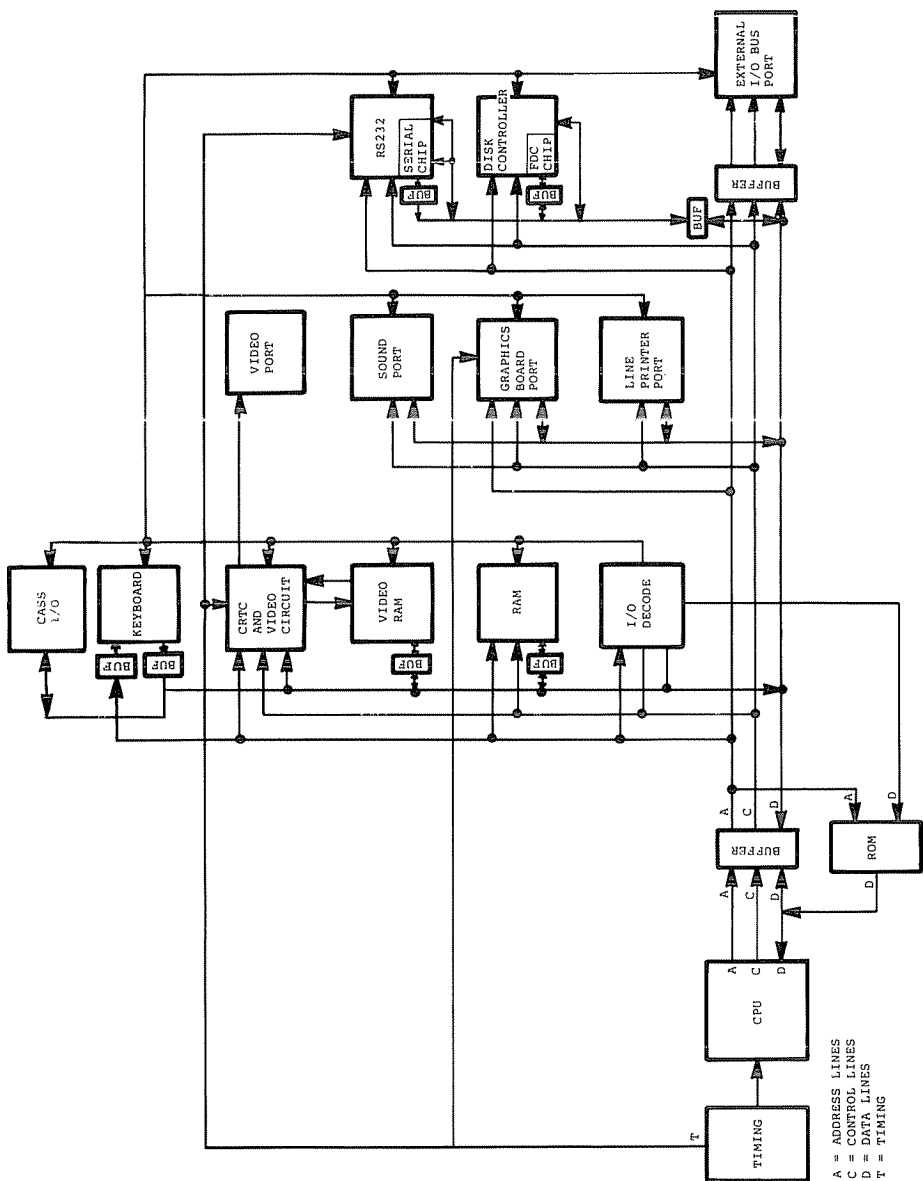 CASS
I/O
KEYBOARD
BUF
BUF
CRTC
AND
VIDEO
CIRCUIT
VIDEO
RAM
BUF
RAM
BUF
I/O
DECODE
VIDEO
PORT
SOUND
PORT
GRAPHICS
BOARD
PORT
LINE
PRINTER
PORT
RS232
SERIAL
CHIP
BUF
DISK
CONTROLLER
FDC
CHIP
BUF
BUF
EXTERNAL
I/O BUS
PORT
BUFFER
TIMING
T
CPU
A
C
D
A
C
D
BUFFER
A
C
D
A
D
ROM
D
A = ADDRESS LINES
C = CONTROL LINES
D = DATA LINES
T = TIMING